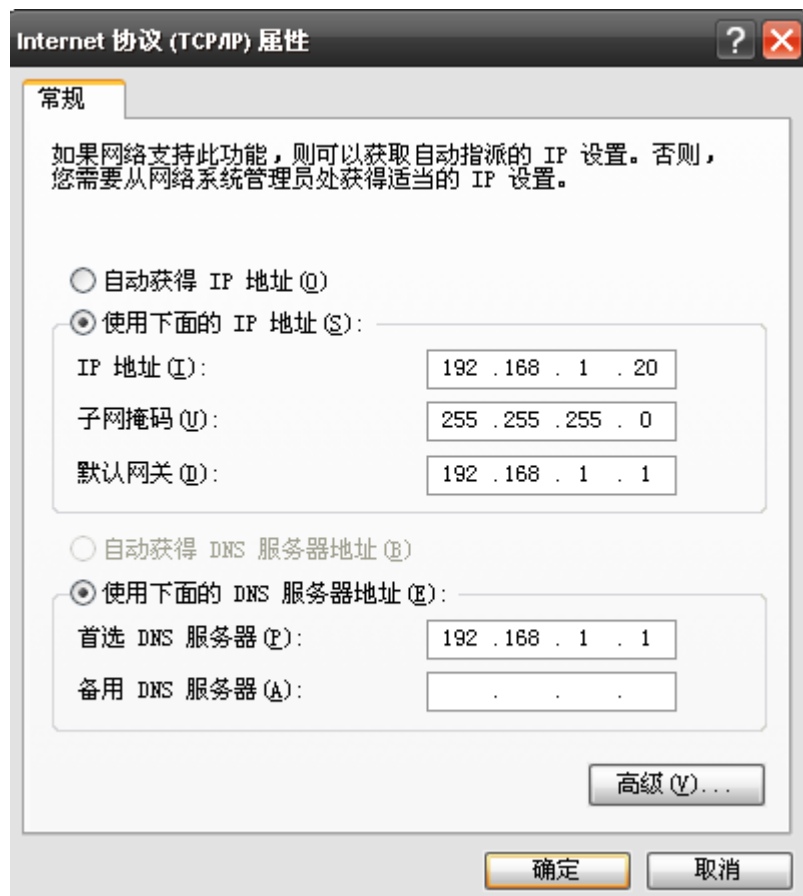 Internet 协议 (TCP/IP) 属性
常规
如果网络支持此功能，则可以获取自动指派的 IP 设置。否则，
您需要从网络系统管理员处获得适当的 IP 设置。
自动获得 IP 地址(O)
使用下面的 IP 地址(S):
IP 地址(I): 192 .168 . 1 . 20
子网掩码(U): 255 .255 .255 . 0
默认网关(D): 192 .168 . 1 . 1
自动获得 DNS 服务器地址(B)
使用下面的 DNS 服务器地址(E):
首选 DNS 服务器(P): 192 .168 . 1 . 1
备用 DNS 服务器(A): . . .
高级(V)...
确定 取消